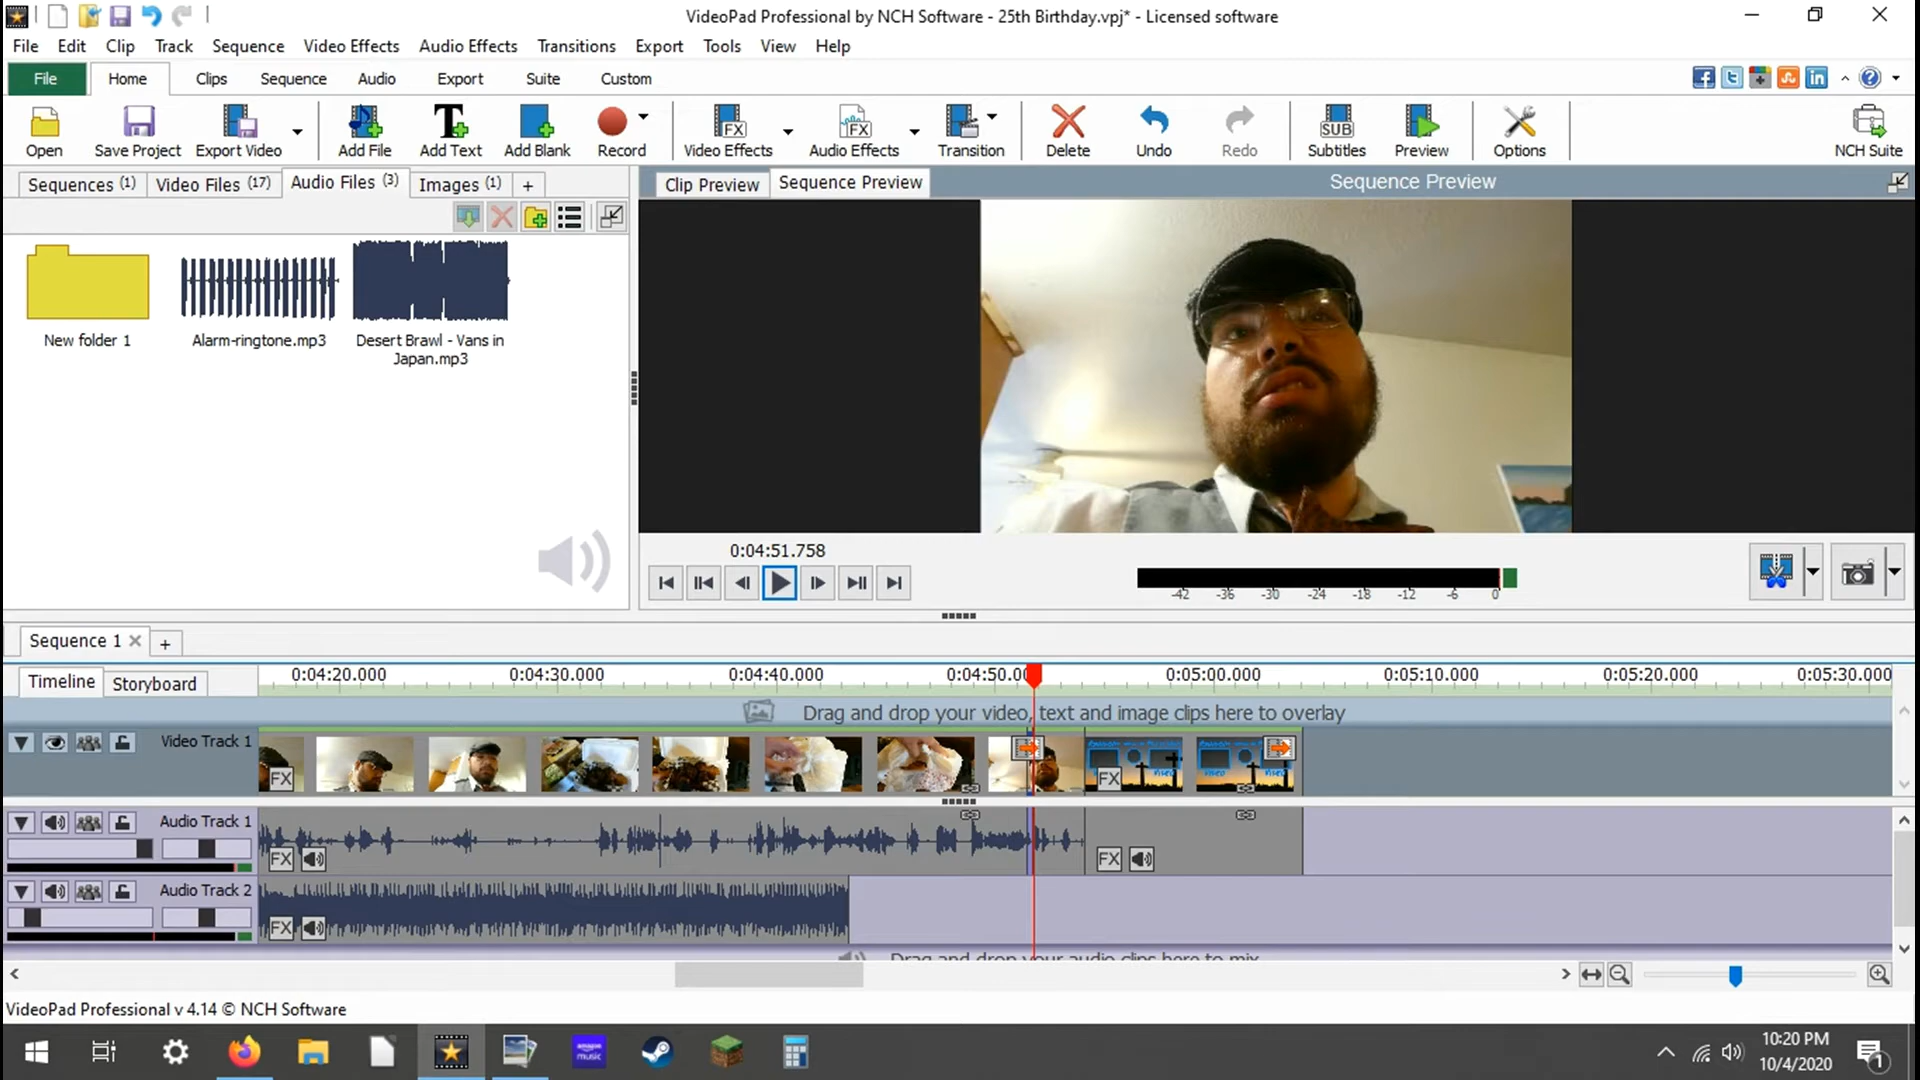 VideoPad Professional by NCH Software - 25th Birthday.vpj* - Licensed software
File Edit Clip Track Sequence Video Effects Audio Effects Transitions Export Tools View Help
File Home Clips Sequence Audio Export Suite Custom
Open Save Project Export Video Add File Add Text Add Blank Record Video Effects Audio Effects Transition Delete Undo Redo Subtitles Preview Options NCH Suite
Sequences (1) Video Files (17) Audio Files (3) Images (1) +
Clip Preview Sequence Preview Sequence Preview
New folder 1 Alarm-ringtone.mp3 Desert Brawl - Vans in
Japan.mp3
0:04:51.758
-42 -36 -30 -24 -18 -12 -6 0
Sequence 1 +
Timeline Storyboard
0:04:20.000 0:04:30.000 0:04:40.000 0:04:50.0 0:05:00.000 0:05:10.000 0:05:20.000 0:05:30.000
Drag and drop your video, text and image clips here to overlay
Video Track 1
FX FX
Audio Track 1
FX FX
Audio Track 2
FX
Drag and drop your audio clips here to mix
VideoPad Professional v 4.14 © NCH Software
10:20 PM
10/4/2020
1